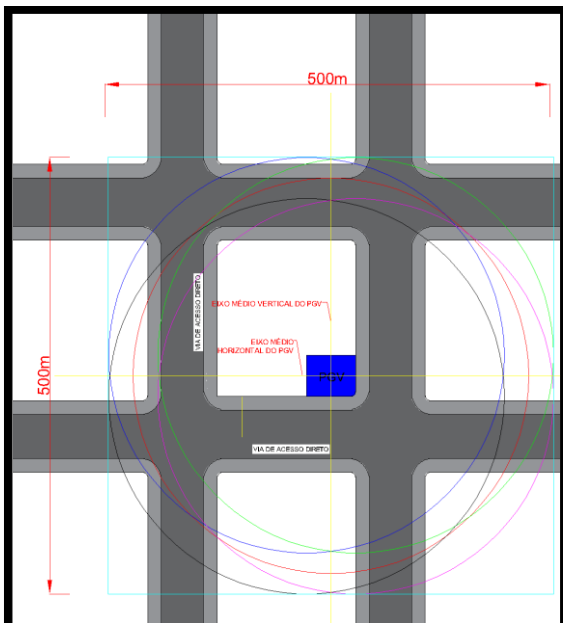 500m
VIA DE ACESSO DIRETO
EIXO MÉDIO VERTICAL DO PGV
EIXO MÉDIO
HORIZONTAL DO PGV
500m
PGV
VIA DE ACESSO DIRETO